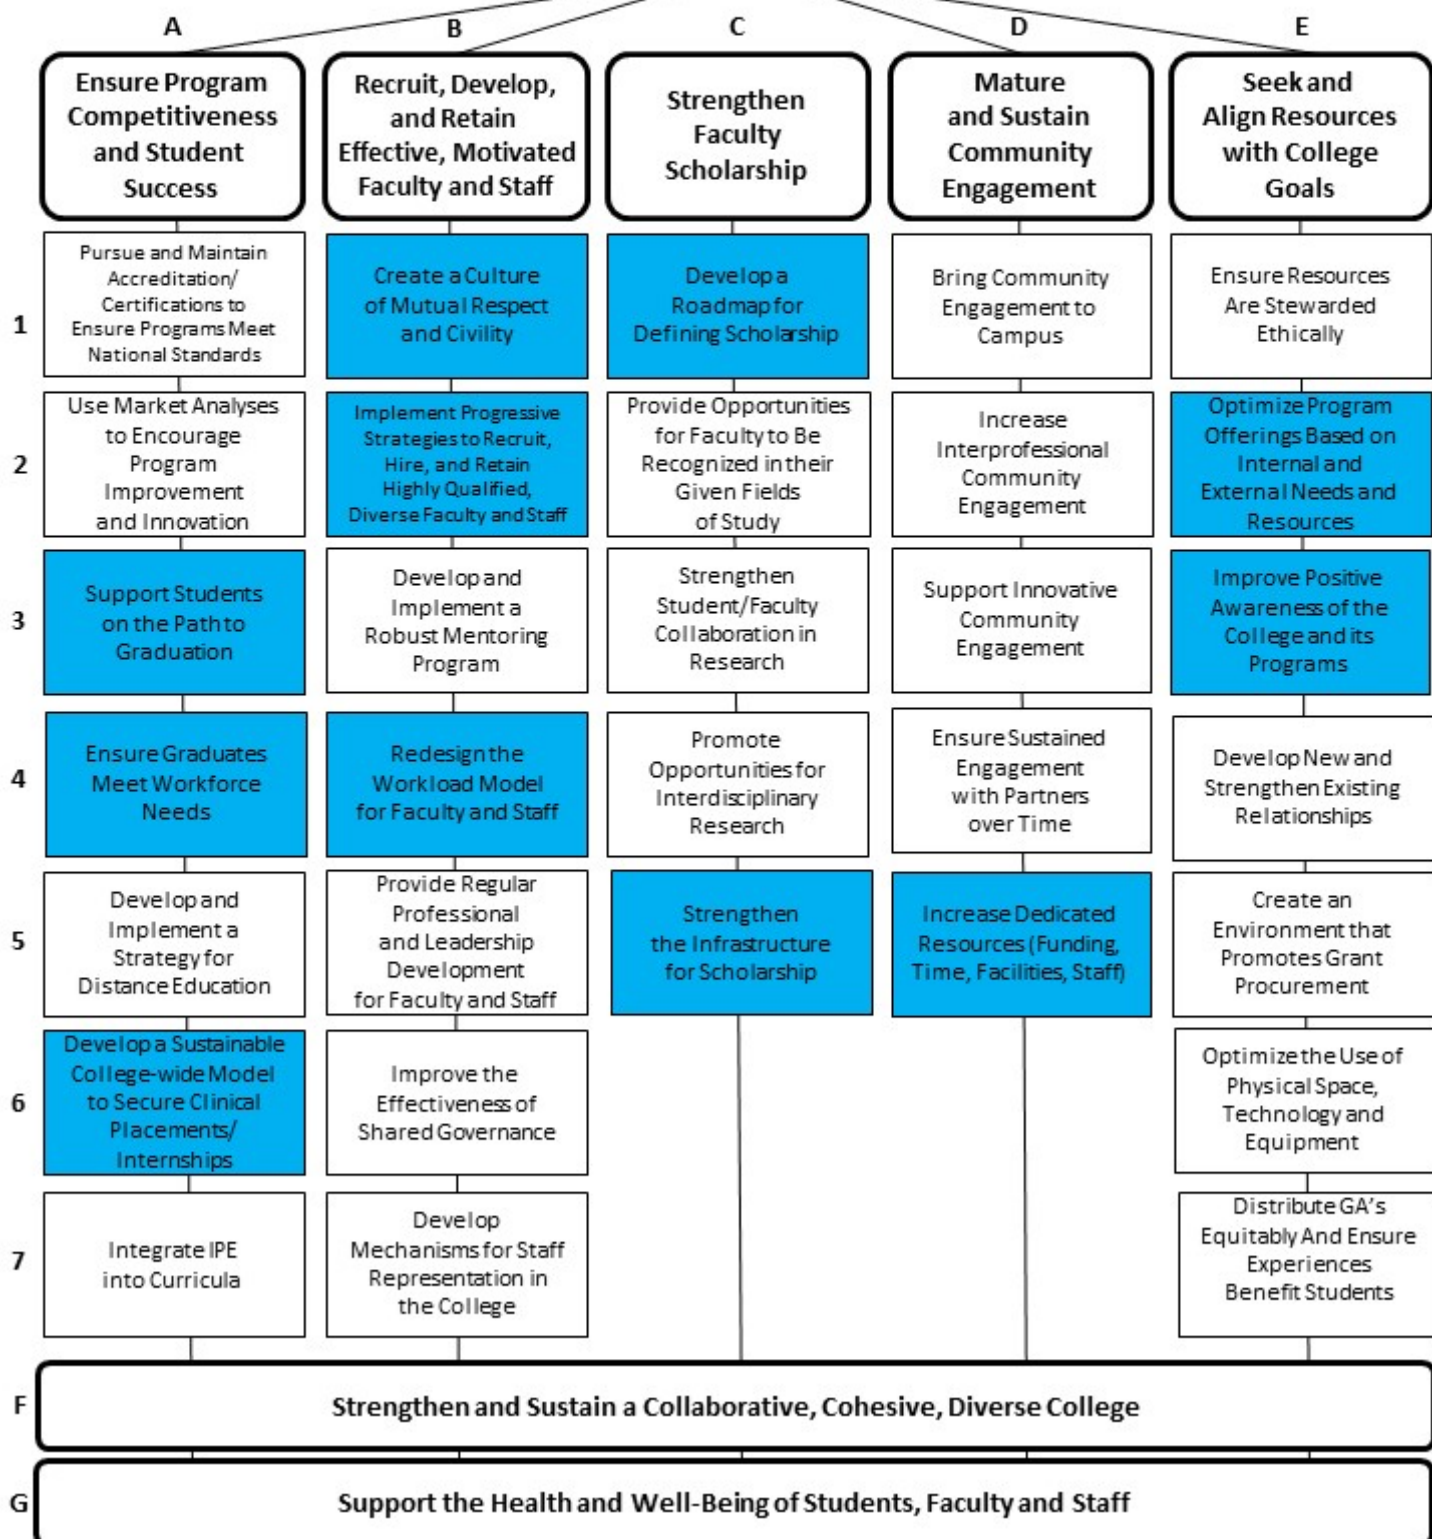 A
B
C
D
E
Ensure Program
Competitiveness
and Student
Success
Recruit, Develop,
and Retain
Effective, Motivated
Faculty and Staff
Strengthen
Faculty
Scholarship
Mature
and Sustain
Community
Engagement
Seek and
Align Resources
with College
Goals
1
Pursue and Maintain
Accreditation/
Certifications to
Ensure Programs Meet
National Standards
Create a Culture
of Mutual Respect
and Civility
Develop a
Roadmap for
Defining Scholarship
Bring Community
Engagement to
Campus
Ensure Resources
Are Stewarded
Ethically
2
Use Market Analyses
to Encourage
Program
Improvement
and Innovation
Implement Progressive
Strategies to Recruit,
Hire, and Retain
Highly Qualified,
Diverse Faculty and Staff
Provide Opportunities
for Faculty to Be
Recognized in their
Given Fields
of Study
Increase
Interprofessional
Community
Engagement
Optimize Program
Offerings Based on
Internal and
External Needs and
Resources
3
Support Students
on the Path to
Graduation
Develop and
Implement a
Robust Mentoring
Program
Strengthen
Student/Faculty
Collaboration in
Research
Support Innovative
Community
Engagement
Improve Positive
Awareness of the
College and its
Programs
4
Ensure Graduates
Meet Workforce
Needs
Redesign the
Workload Model
for Faculty and Staff
Promote
Opportunities for
Interdisciplinary
Research
Ensure Sustained
Engagement
with Partners
over Time
Develop New and
Strengthen Existing
Relationships
5
Develop and
Implement a
Strategy for
Distance Education
Provide Regular
Professional
and Leadership
Development
for Faculty and Staff
Strengthen
the Infrastructure
for Scholarship
Increase Dedicated
Resources (Funding,
Time, Facilities, Staff)
Create an
Environment that
Promotes Grant
Procurement
6
Develop a Sustainable
College-wide Model
to Secure Clinical
Placements/
Internships
Improve the
Effectiveness of
Shared Governance
Optimize the Use of
Physical Space,
Technology and
Equipment
7
Integrate IPE
into Curricula
Develop
Mechanisms for Staff
Representation in
the College
Distribute GA's
Equitably And Ensure
Experiences
Benefit Students
F
Strengthen and Sustain a Collaborative, Cohesive, Diverse College
G
Support the Health and Well-Being of Students, Faculty and Staff